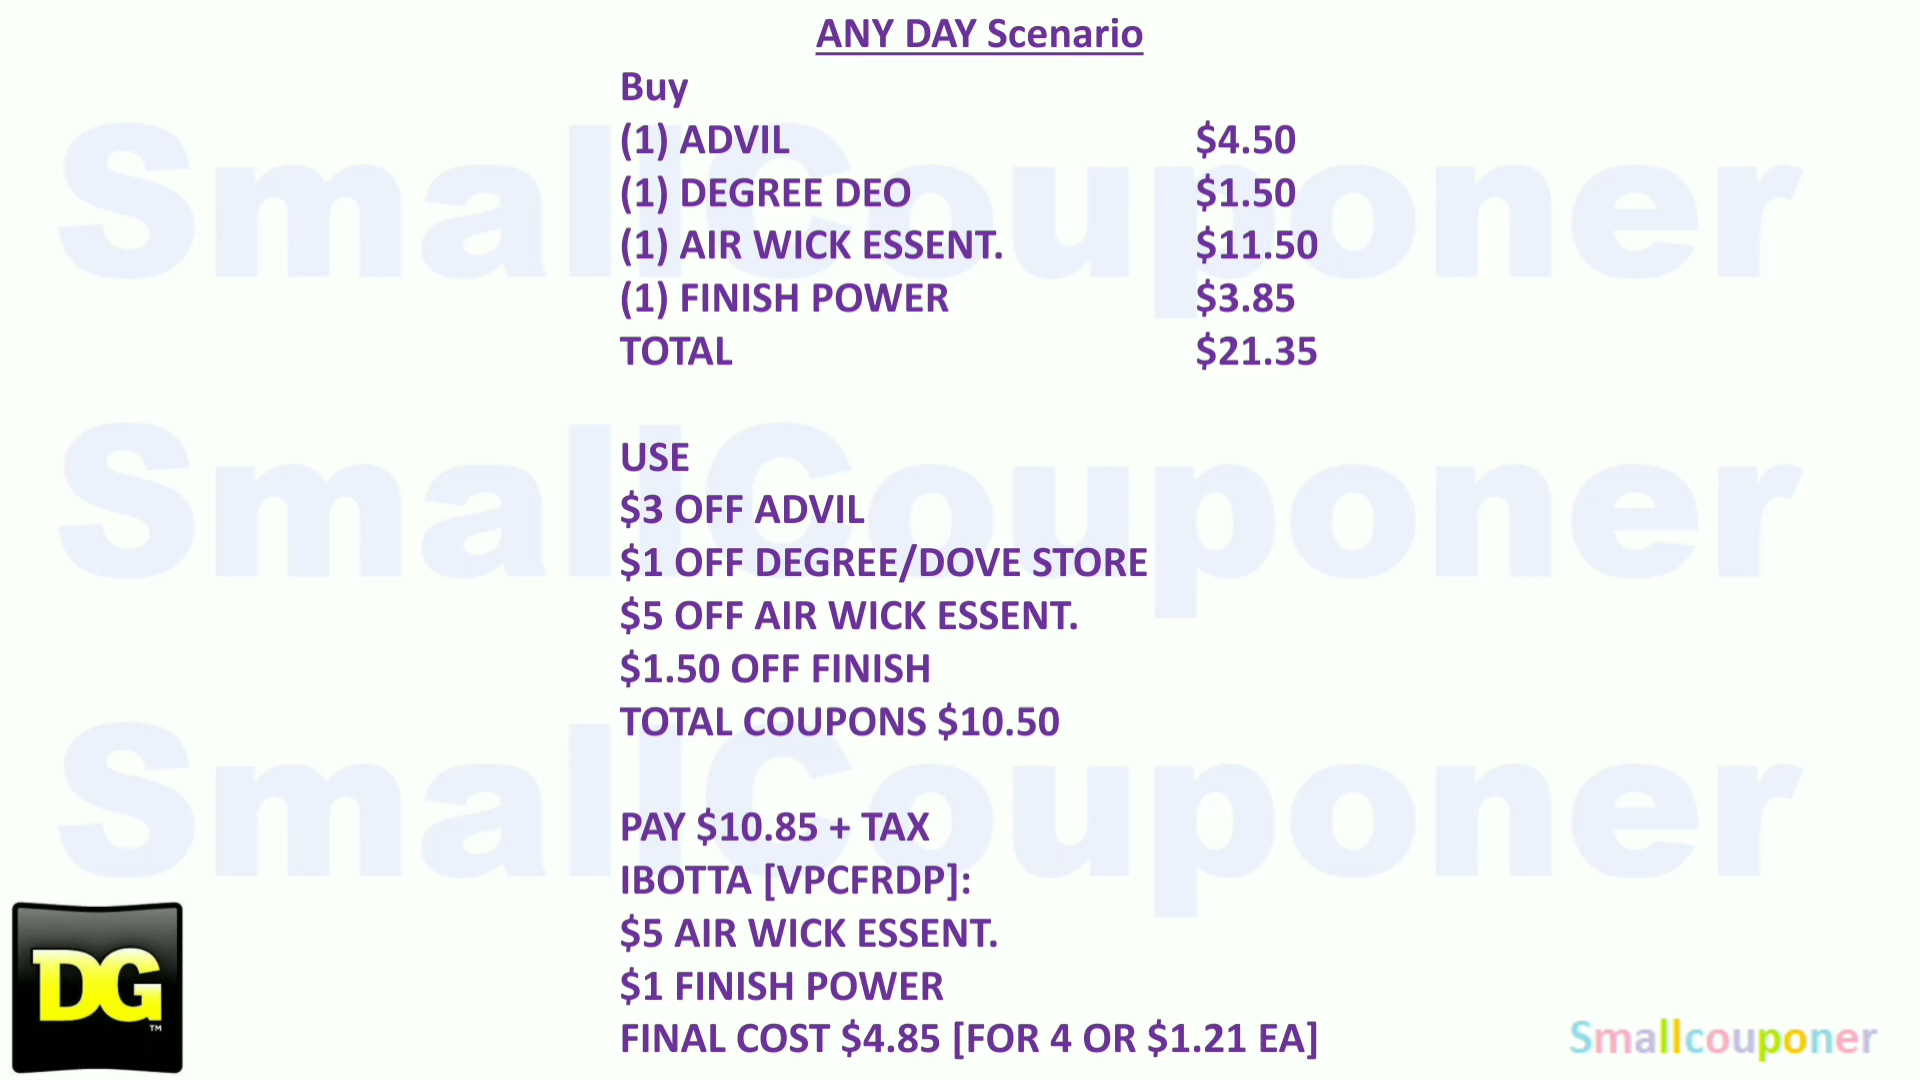 ANY DAY Scenario
Buy
(1) ADVIL $4.50
(1) DEGREE DEO $1.50
(1) AIR WICK ESSENT. $11.50
(1) FINISH POWER $3.85
TOTAL $21.35
USE
$3 OFF ADVIL
$1 OFF DEGREE/DOVE STORE
$5 OFF AIR WICK ESSENT.
$1.50 OFF FINISH
TOTAL COUPONS $10.50
PAY $10.85 + TAX
IBOTTA [VPCFRDP]:
$5 AIR WICK ESSENT.
$1 FINISH POWER
FINAL COST $4.85 [FOR 4 OR $1.21 EA]
SmallCouponer
SmallCouponer
SmallCouponer
DG™
Smallcouponer